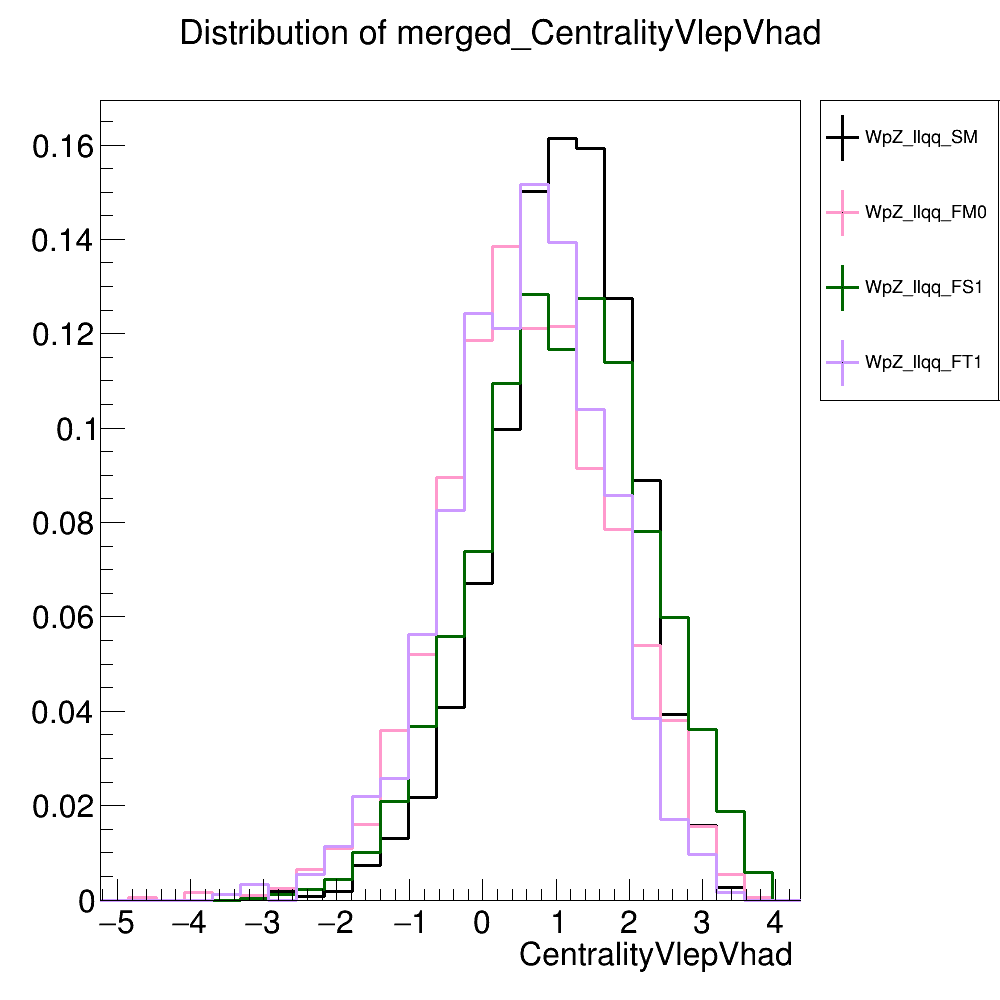 Distribution of merged_CentralityVlepVhad
WpZ_llqq_SM
WpZ_llqq_FM0
WpZ_llqq_FS1
WpZ_llqq_FT1
0.16
0.14
0.12
0.1
0.08
0.06
0.04
0.02
0
−5 −4 −3 −2 −1 0 1 2 3 4
CentralityVlepVhad